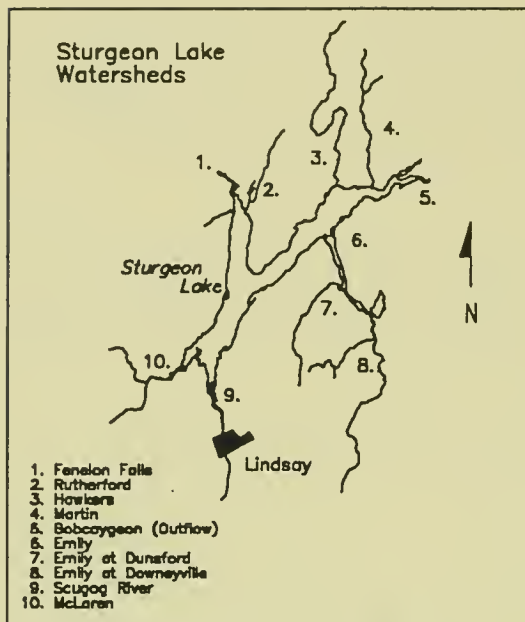 Sturgeon Lake
Watersheds
1.
2.
3.
4.
5.
6.
Sturgeon
Lake
7.
N
8.
10.
9.
Lindsay
1. Fenelon Falls
2. Rutherford
3. Hawkers
4. Martin
5. Bobcaygeon (Outflow)
6. Emily
7. Emily at Dunsford
8. Emily at Downeyville
9. Scugog River
10. McLaren